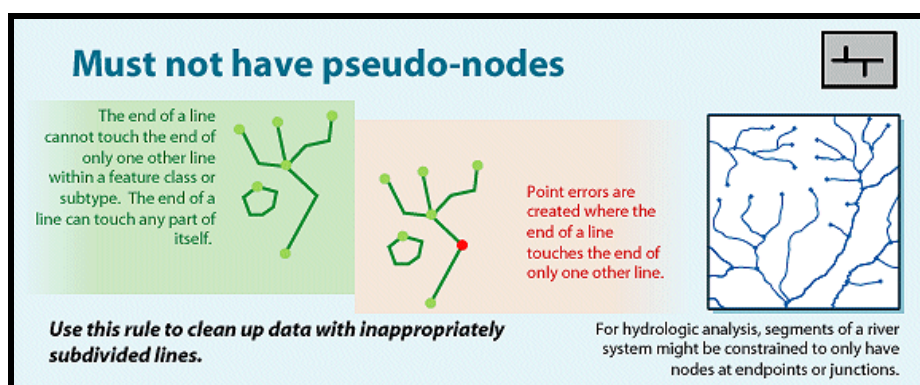 Must not have pseudo-nodes
The end of a line
cannot touch the end of
only one other line
within a feature class or
subtype.  The end of a
line can touch any part of
itself.
Point errors are
created where the
end of a line
touches the end of
only one other line.
Use this rule to clean up data with inappropriately
subdivided lines.
For hydrologic analysis, segments of a river
system might be constrained to only have
nodes at endpoints or junctions.